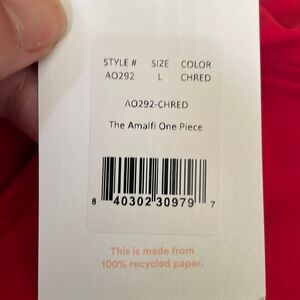 STYLE # SIZE COLOR
AO292 L CHRED
AO292-CHRED
The Amalfi One Piece
8 40302 30979 7
This is made from
100% recycled paper.